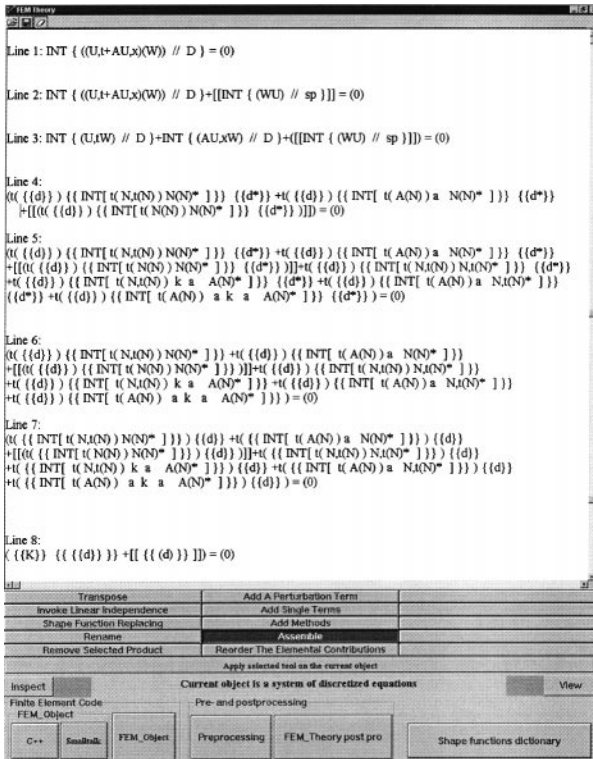 FEM Theory
Line 1: INT { ((U,t+AU,x)(W)) // D } = (0)
Line 2: INT { ((U,t+AU,x)(W)) // D }+[[INT { (WU) // sp }]] = (0)
Line 3: INT { (U,tW) // D }+INT { (AU,xW) // D }+([[INT { (WU) // sp }]]) = (0)
Line 4:
(t( {{d}} ) {{ INT[ t( N,t(N) ) N(N)* ] }} {{d*}} +t( {{d}} ) {{ INT[ t( A(N) ) a N(N)* ] }} {{d*}}
+[[(t( {{d}} ) {{ INT[ t( N(N) ) N(N)* ] }} {{d*}} )]]) = (0)
Line 5:
(t( {{d}} ) {{ INT[ t( N,t(N) ) N(N)* ] }} {{d*}} +t( {{d}} ) {{ INT[ t( A(N) ) a N(N)* ] }} {{d*}}
+[[(t( {{d}} ) {{ INT[ t( N(N) ) N(N)* ] }} {{d*}} )]]+t( {{d}} ) {{ INT[ t( N,t(N) ) N,t(N)* ] }} {{d*}}
+t( {{d}} ) {{ INT[ t( N,t(N) ) k a A(N)* ] }} {{d*}} +t( {{d}} ) {{ INT[ t( A(N) ) a N,t(N)* ] }}
{{d*}} +t( {{d}} ) {{ INT[ t( A(N) ) a k a A(N)* ] }} {{d*}} ) = (0)
Line 6:
(t( {{d}} ) {{ INT[ t( N,t(N) ) N(N)* ] }} +t( {{d}} ) {{ INT[ t( A(N) ) a N(N)* ] }}
+[[(t( {{d}} ) {{ INT[ t( N(N) ) N(N)* ] }} )]]+t( {{d}} ) {{ INT[ t( N,t(N) ) N,t(N)* ] }}
+t( {{d}} ) {{ INT[ t( N,t(N) ) k a A(N)* ] }} +t( {{d}} ) {{ INT[ t( A(N) ) a N,t(N)* ] }}
+t( {{d}} ) {{ INT[ t( A(N) ) a k a A(N)* ] }} ) = (0)
Line 7:
(t( {{ INT[ t( N,t(N) ) N(N)* ] }} ) {{d}} +t( {{ INT[ t( A(N) ) a N(N)* ] }} ) {{d}}
+[[(t( {{ INT[ t( N(N) ) N(N)* ] }} ) {{d}} )]]+t( {{ INT[ t( N,t(N) ) N,t(N)* ] }} ) {{d}}
+t( {{ INT[ t( N,t(N) ) k a A(N)* ] }} ) {{d}} +t( {{ INT[ t( A(N) ) a N,t(N)* ] }} ) {{d}}
+t( {{ INT[ t( A(N) ) a k a A(N)* ] }} ) {{d}} ) = (0)
Line 8:
( {{K}} {{ {{d}} }} +[[ {{ (d) }} ]]) = (0)
Transpose Add A Perturbation Term
Invoke Linear Independence Add Single Terms
Shape Function Replacing Add Methods
Rename Assemble
Remove Selected Product Reorder The Elemental Contributions
Apply selected tool on the current object
Inspect Current object is a system of discretized equations View
Finite Element Code Pre- and postprocessing
FEM_Object
C++ Smalltalk FEM_Object Preprocessing FEM_Theory post pro Shape functions dictionary